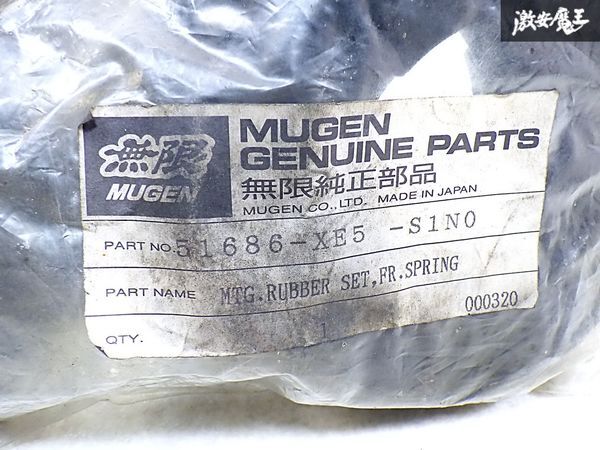 激安魔王
無限
MUGEN
MUGEN
GENUINE PARTS
無限純正部品
MUGEN CO.,LTD. MADE IN JAPAN
PART NO. 51686-XE5 -S1N0
PART NAME MTG.RUBBER SET,FR.SPRING
000320
QTY. 1